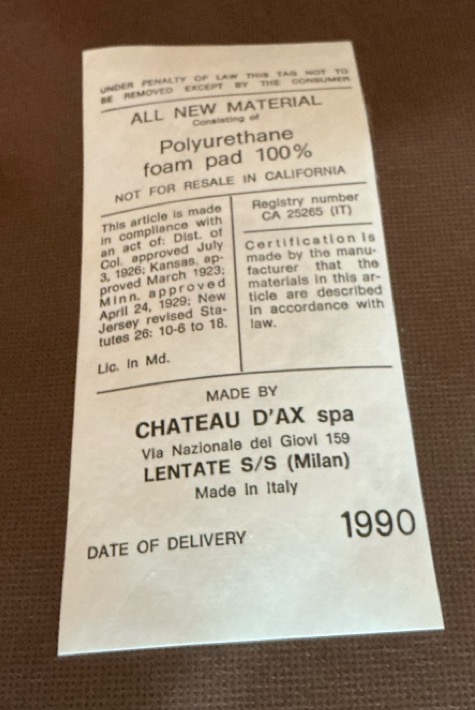 UNDER PENALTY OF LAW THIS TAG NOT TO
BE REMOVED EXCEPT BY THE CONSUMER
ALL NEW MATERIAL
Consisting of
Polyurethane
foam pad 100%
NOT FOR RESALE IN CALIFORNIA
This article is made
in compliance with
an act of: Dist. of
Col. approved July
3, 1926; Kansas. ap-
proved March 1923;
Minn. approved
April 24, 1929; New
Jersey revised Sta-
tutes 26: 10-6 to 18.
Lic. in Md.
Registry number
CA 25265 (IT)
Certification is
made by the manu-
facturer that the
materials in this ar-
ticle are described
in accordance with
law.
MADE BY
CHATEAU D'AX spa
Via Nazionale dei Giovi 159
LENTATE S/S (Milan)
Made in Italy
DATE OF DELIVERY
1990